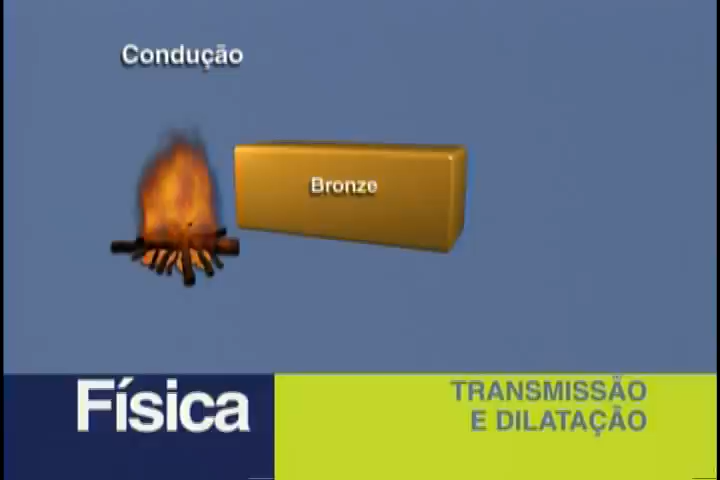 Condução
Bronze
Física
TRANSMISSÃO
E DILATAÇÃO